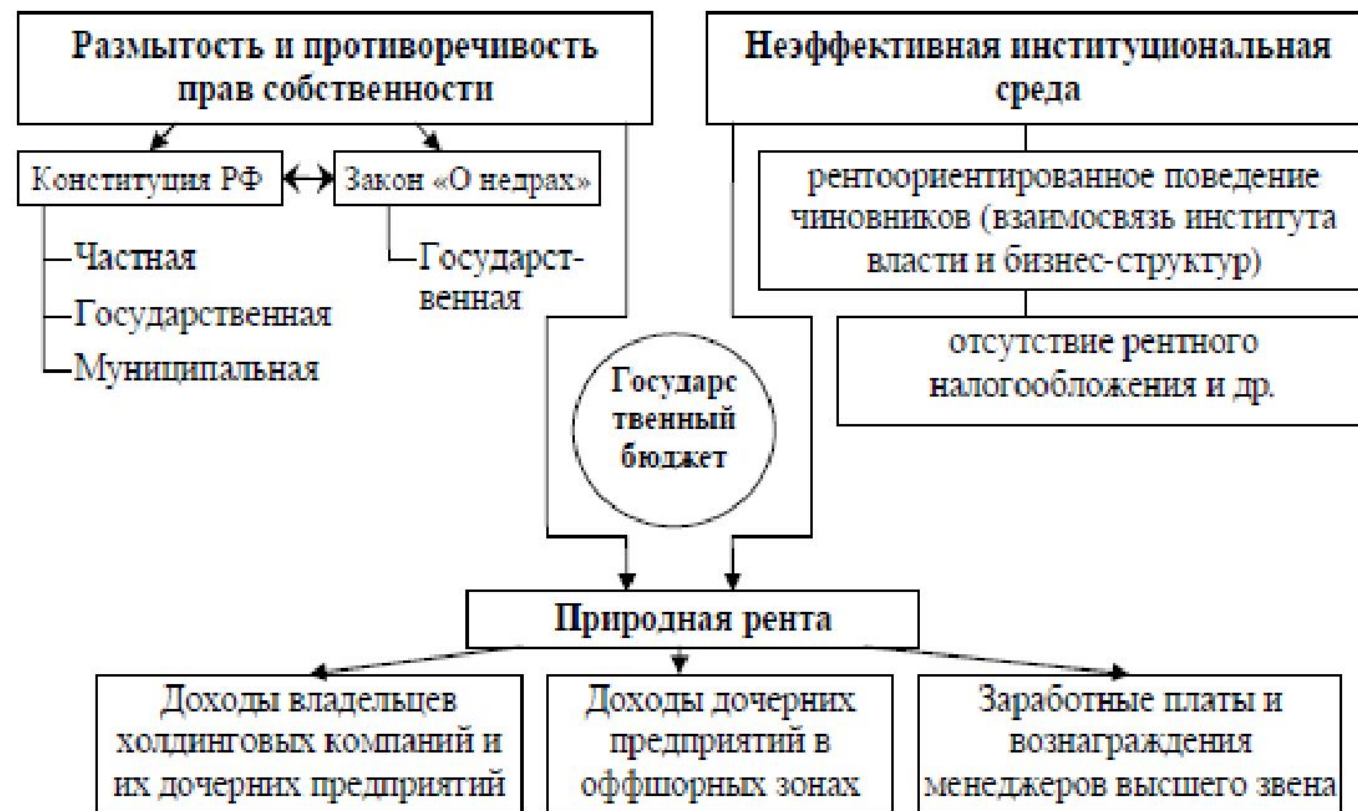 Размытость и противоречивость
прав собственности
Неэффективная институциональная
среда
Конституция РФ
Закон «О недрах»
Частная
Государственная
Муниципальная
Государст-
венная
рентоориентированное поведение
чиновников (взаимосвязь института
власти и бизнес-структур)
отсутствие рентного
налогообложения и др.
Государс
твенный
бюджет
Природная рента
Доходы владельцев
холдинговых компаний и
их дочерних предприятий
Доходы дочерних
предприятий в
оффшорных зонах
Заработные платы и
вознаграждения
менеджеров высшего звена